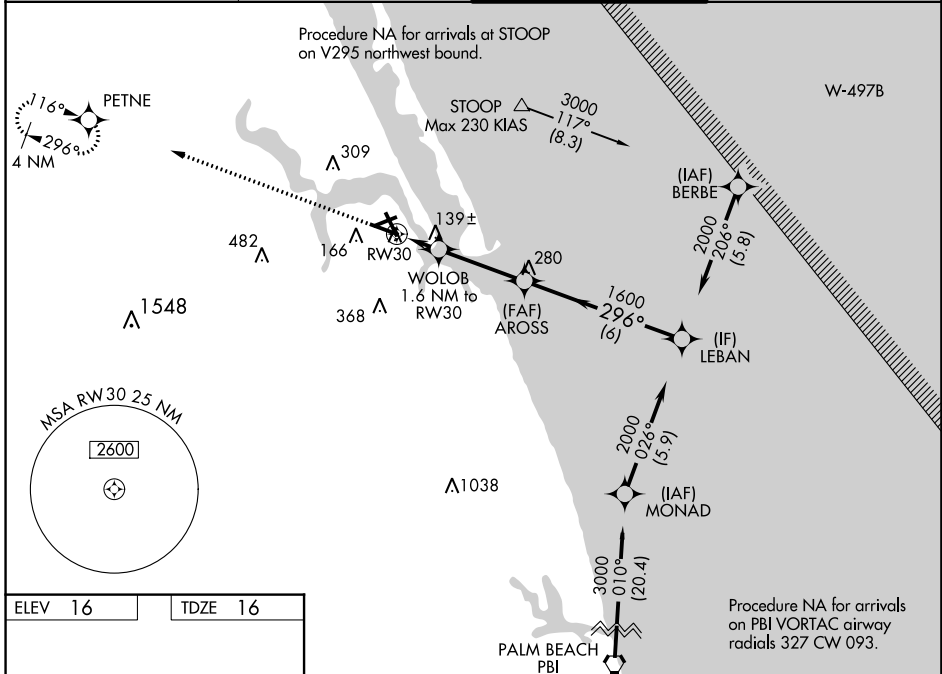 Procedure NA for arrivals at STOOP
on V295 northwest bound.
W-497B
116°
PETNE
296°
4 NM
STOOP
Max 230 KIAS
3000
117°
(8.3)
309
(IAF)
BERBE
2000
206°
(5.8)
139±
482
166
RW30
WOLOB
1.6 NM to
RW30
280
(FAF)
AROSS
1600
296°
(6)
(IF)
LEBAN
1548
368
MSA RW30 25 NM
2600
2000
026°
(5.9)
1038
(IAF)
MONAD
3000
010°
(20.4)
ELEV 16
TDZE 16
PALM BEACH
PBI
Procedure NA for arrivals
on PBI VORTAC airway
radials 327 CW 093.